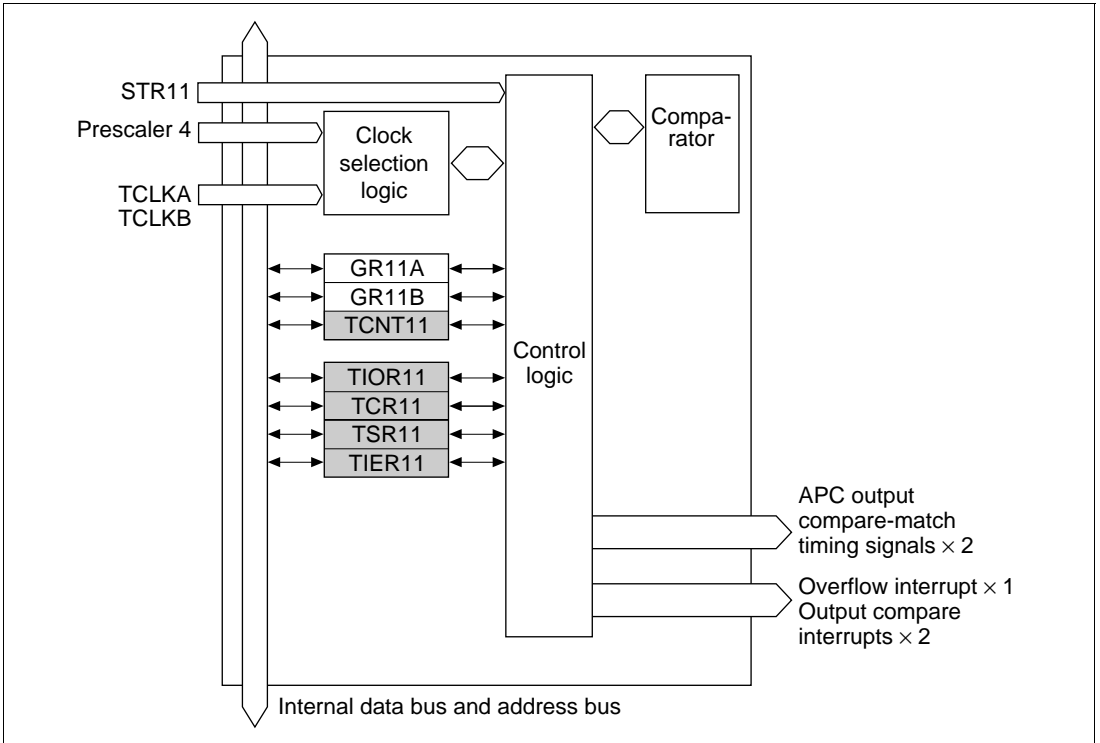 STR11
Prescaler 4
TCLKA
TCLKB
Clock
selection
logic
Compa-
rator
GR11A
GR11B
TCNT11
Control
logic
TIOR11
TCR11
TSR11
TIER11
APC output
compare-match
timing signals × 2
Overflow interrupt × 1
Output compare
interrupts × 2
Internal data bus and address bus